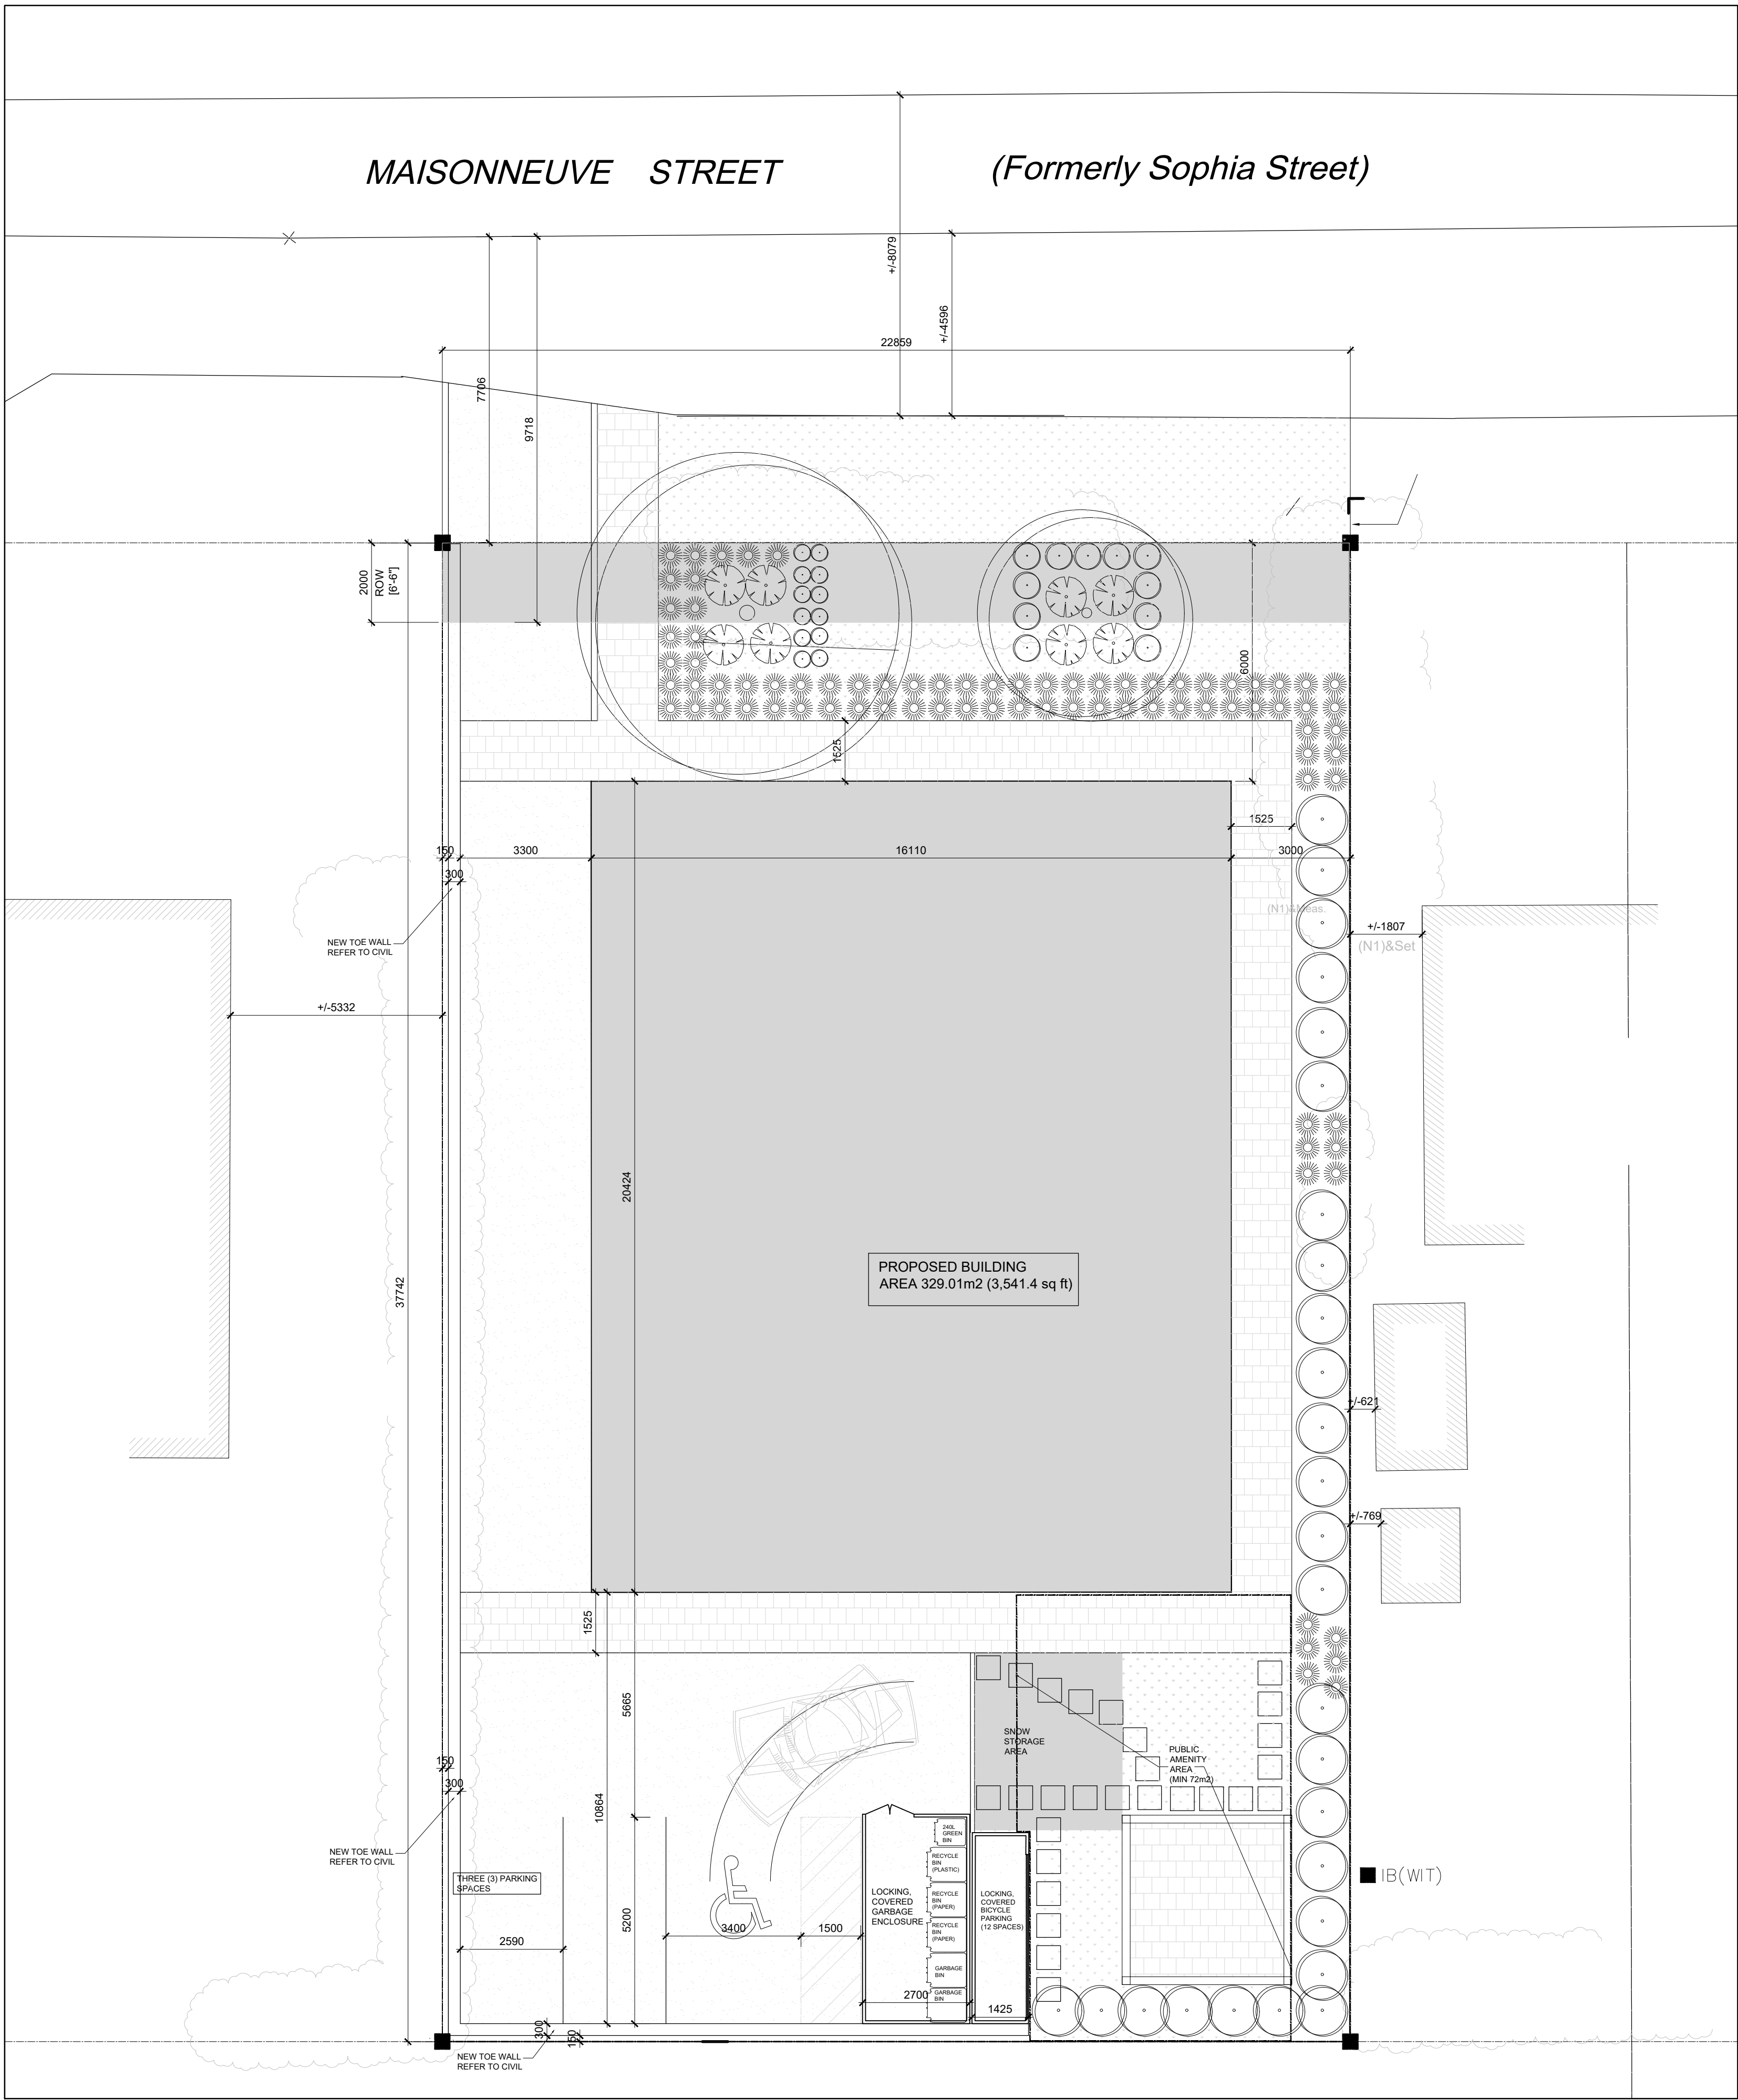 MAISONNEUVE STREET
(Formerly Sophia Street)
+/-8079
+/-4596
22859
7706
9718
2000
ROW
[6'-6"]
6000
1525
1525
150
3300
16110
3000
300
(N1)&Meas.
+/-1807
(N1)&Set
NEW TOE WALL
REFER TO CIVIL
+/-5332
20424
37742
PROPOSED BUILDING
AREA 329.01m2 (3,541.4 sq ft)
+/-621
+/-769
1525
5665
SNOW
STORAGE
AREA
PUBLIC
AMENITY
AREA
(MIN 72m2)
150
300
10864
NEW TOE WALL
REFER TO CIVIL
THREE (3) PARKING
SPACES
240L
GREEN
BIN
RECYCLE
BIN
(PLASTIC)
RECYCLE
BIN
(PAPER)
RECYCLE
BIN
(PAPER)
GARBAGE
BIN
GARBAGE
BIN
LOCKING,
COVERED
GARBAGE
ENCLOSURE
LOCKING,
COVERED
BICYCLE
PARKING
(12 SPACES)
IB(WIT)
5200
3400
1500
2590
2700
1425
300
150
NEW TOE WALL
REFER TO CIVIL